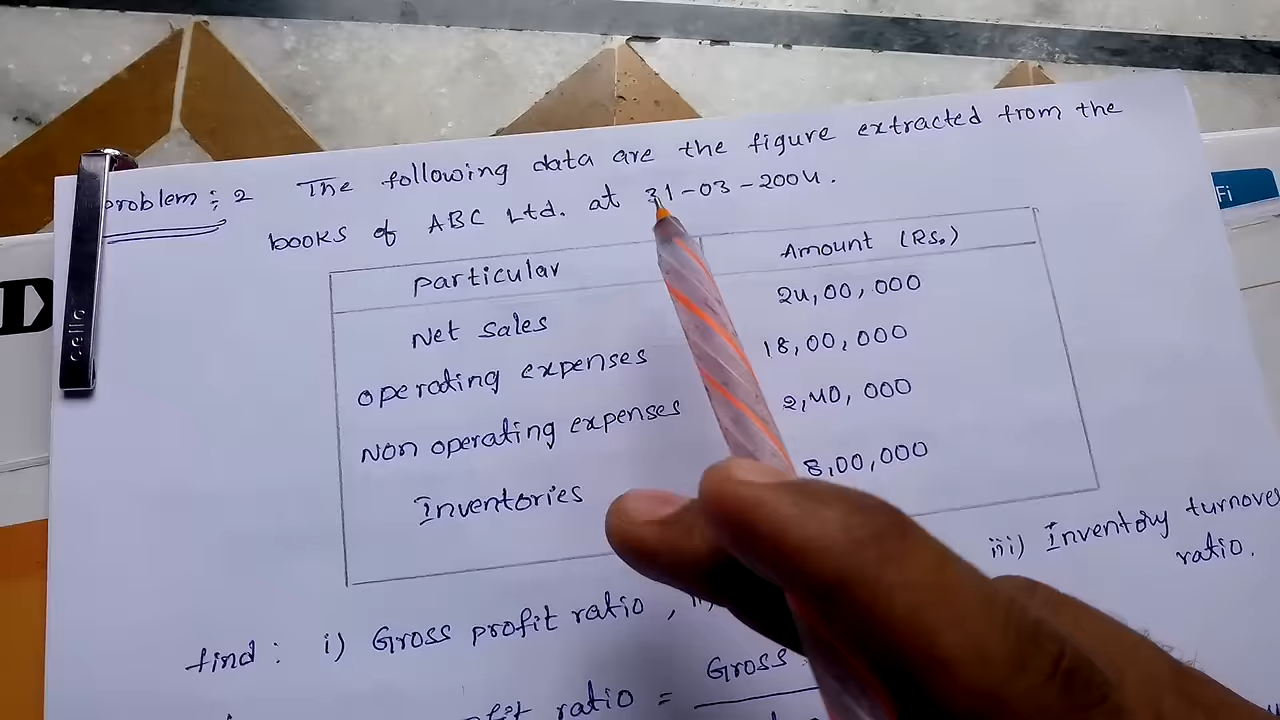 Problem : 2 The following data are the figure extracted from the
books of ABC Ltd. at 31-03-2004.
Particular Amount (Rs.)
Net sales 24,00,000
operating expenses 18,00,000
Non operating expenses 2,40,000
Inventories 8,00,000
find : i) Gross profit ratio , iii) Inventory turnover
ratio.
ratio = Gross
cello
Fi